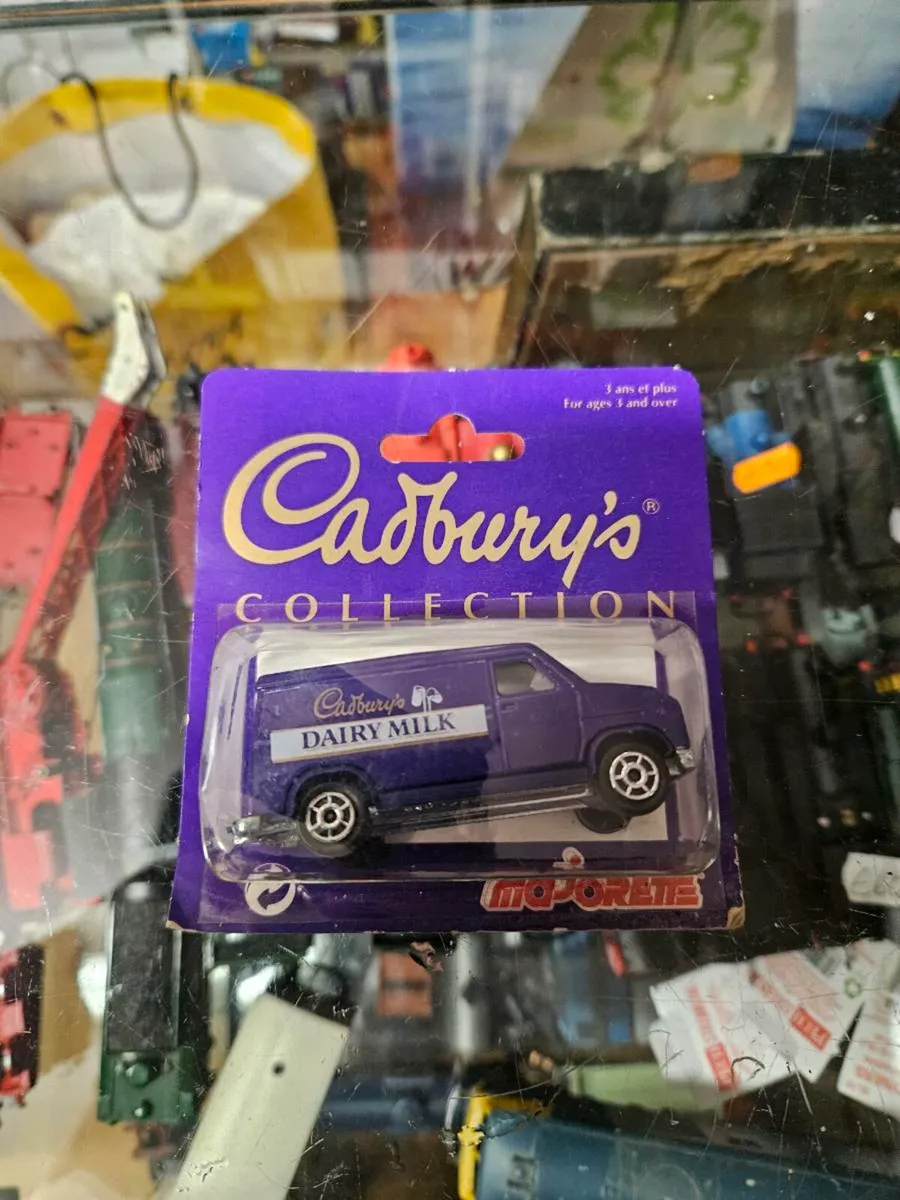 3 ans et plus
For ages 3 and over
Cadbury's®
COLLECTION
Cadbury's
DAIRY MILK
MAJORETTE